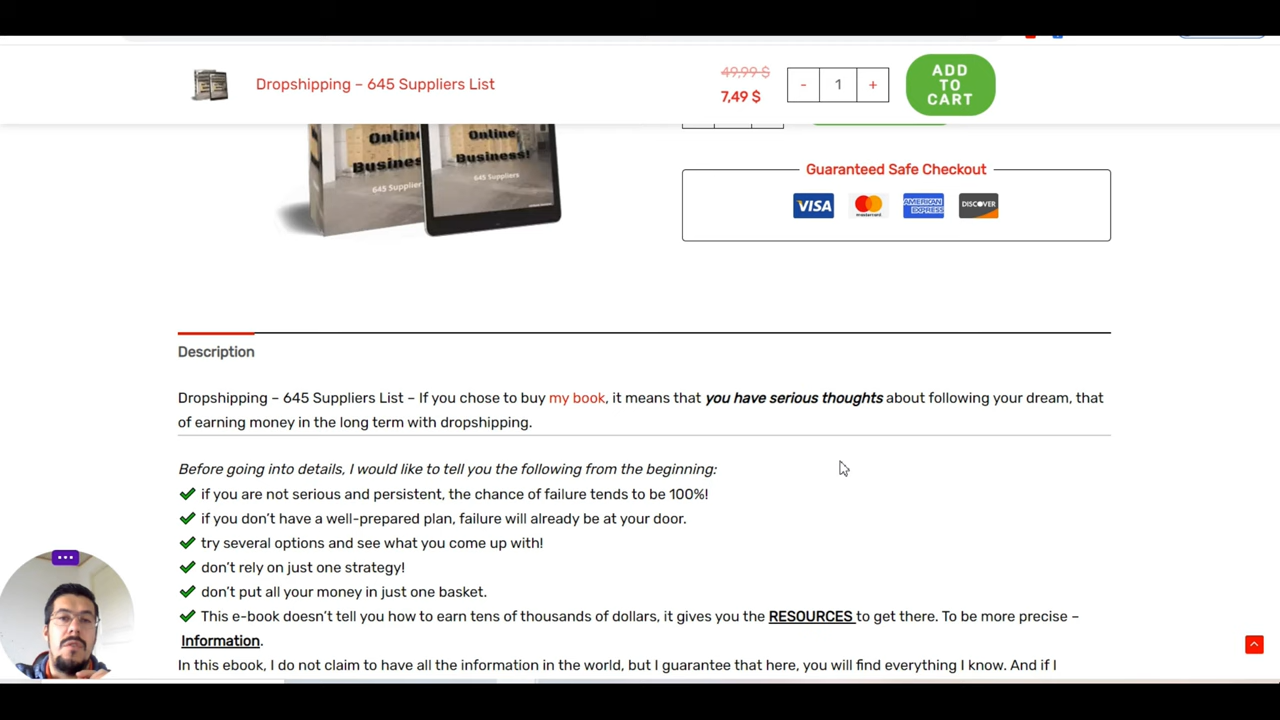 Dropshipping – 645 Suppliers List
49,99 $
7,49 $
- 1 +
ADD
TO
CART
Online
Business!
645 Supplier
Online
Business!
645 Suppliers
Guaranteed Safe Checkout
VISA
mastercard
AMERICAN
EXPRESS
DISCOVER
Description
Dropshipping – 645 Suppliers List – If you chose to buy my book, it means that you have serious thoughts about following your dream, that
of earning money in the long term with dropshipping.
Before going into details, I would like to tell you the following from the beginning:
if you are not serious and persistent, the chance of failure tends to be 100%!
if you don't have a well-prepared plan, failure will already be at your door.
try several options and see what you come up with!
don't rely on just one strategy!
don't put all your money in just one basket.
This e-book doesn't tell you how to earn tens of thousands of dollars, it gives you the RESOURCES to get there. To be more precise –
Information.
In this ebook, I do not claim to have all the information in the world, but I guarantee that here, you will find everything I know. And if I